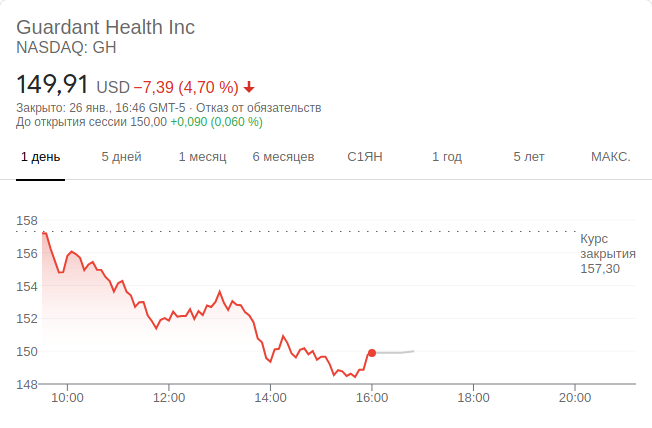 Guardant Health Inc
NASDAQ: GH
149,91 USD −7,39 (4,70 %)
Закрыто: 26 янв., 16:46 GMT-5 · Отказ от обязательств
До открытия сессии 150,00 +0,090 (0,060 %)
1 день 5 дней 1 месяц 6 месяцев С1ЯН 1 год 5 лет МАКС.
158
Курс
закрытия
157,30
156
154
152
150
148
10:00 12:00 14:00 16:00 18:00 20:00